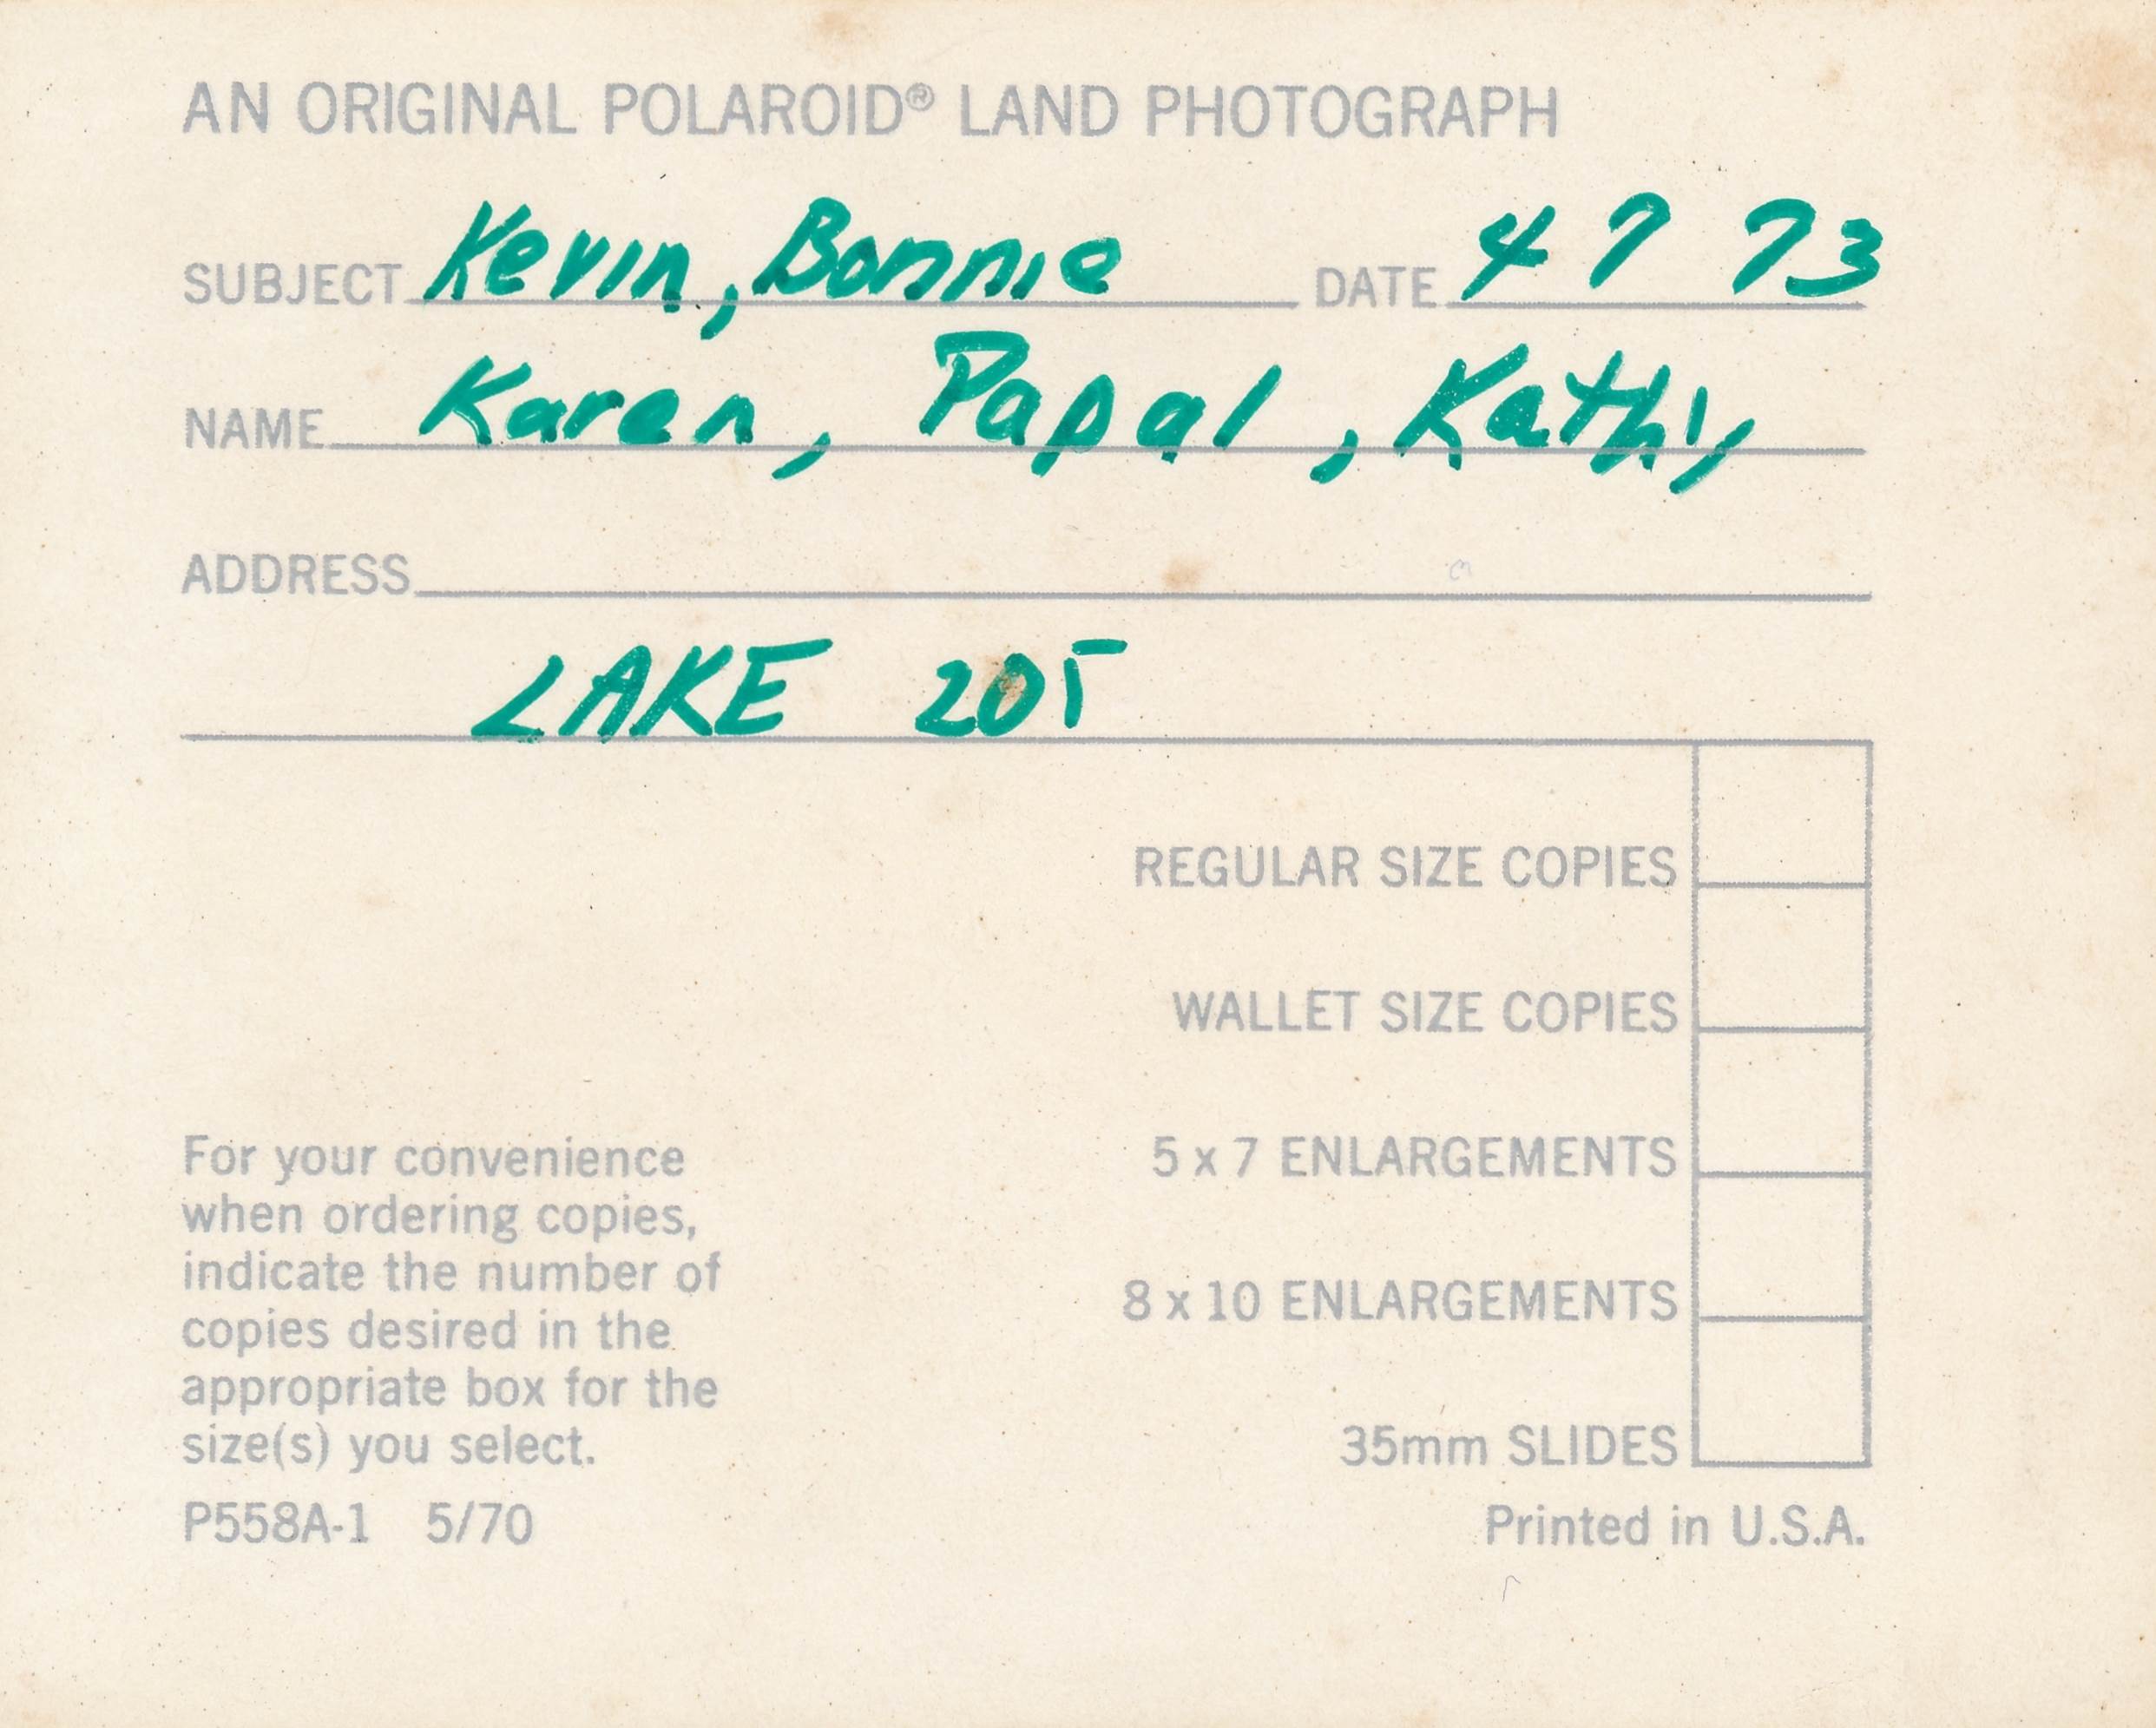 AN ORIGINAL POLAROID® LAND PHOTOGRAPH
SUBJECT Kevin, Bonnie DATE 4 7 73
NAME Karen, Papal, Kathy
ADDRESS
LAKE 205
REGULAR SIZE COPIES
WALLET SIZE COPIES
5 x 7 ENLARGEMENTS
8 x 10 ENLARGEMENTS
35mm SLIDES
For your convenience
when ordering copies,
indicate the number of
copies desired in the
appropriate box for the
size(s) you select.
P558A-1 5/70
Printed in U.S.A.